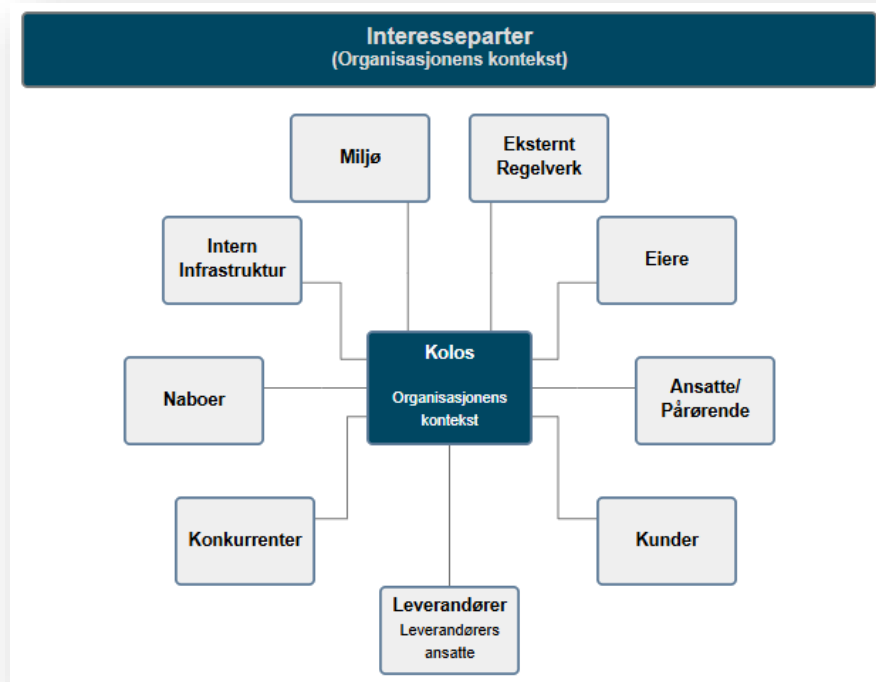 Interesseparter
(Organisasjonens kontekst)
Miljø
Eksternt
Regelverk
Intern
Infrastruktur
Eiere
Kolos
Organisasjonens
kontekst
Naboer
Ansatte/
Pårørende
Konkurrenter
Kunder
Leverandører
Leverandørers
ansatte